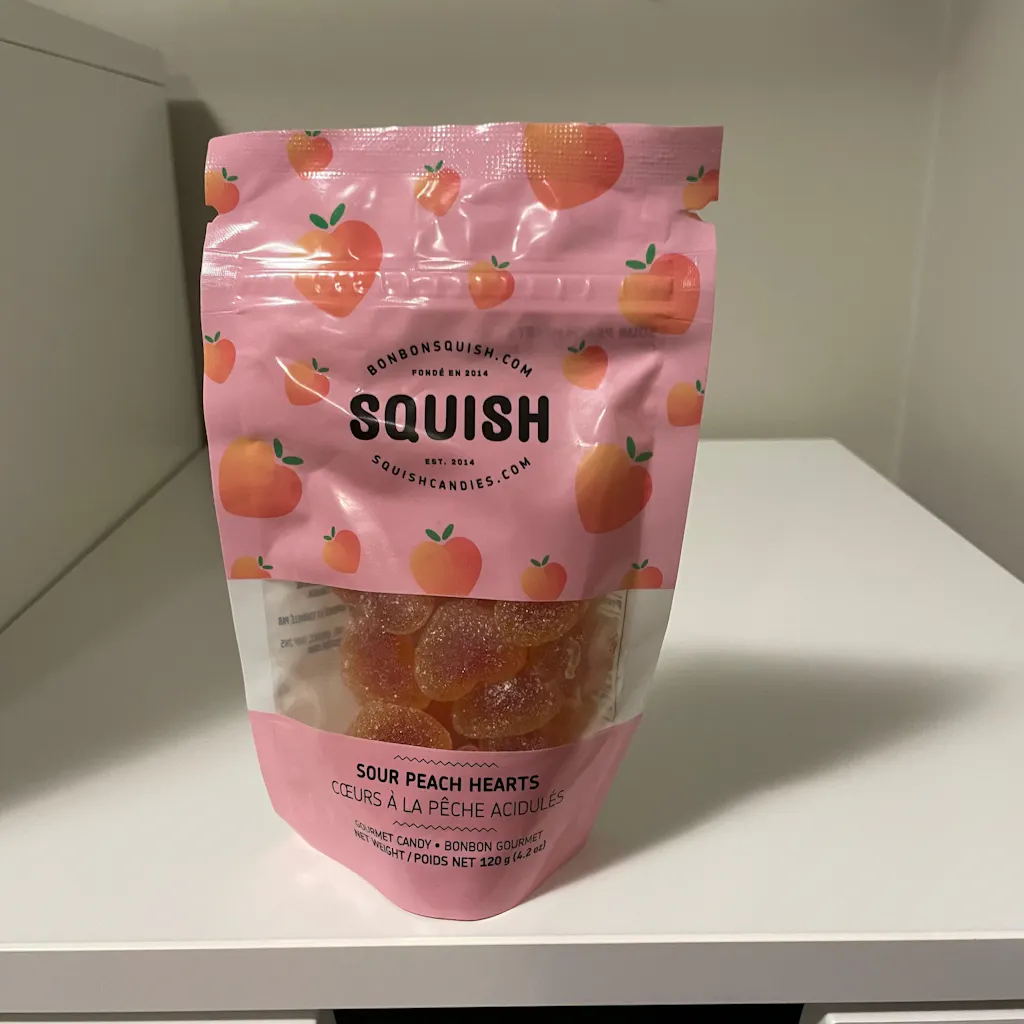 BONBONSQUISH.COM
FONDÉ EN 2014
SQUISH
EST. 2014
SQUISHCANDIES.COM
SOUR PEACH HEARTS
CŒURS À LA PÊCHE ACIDULÉS
GOURMET CANDY • BONBON GOURMET
NET WEIGHT / POIDS NET 120 g (4.2 oz)